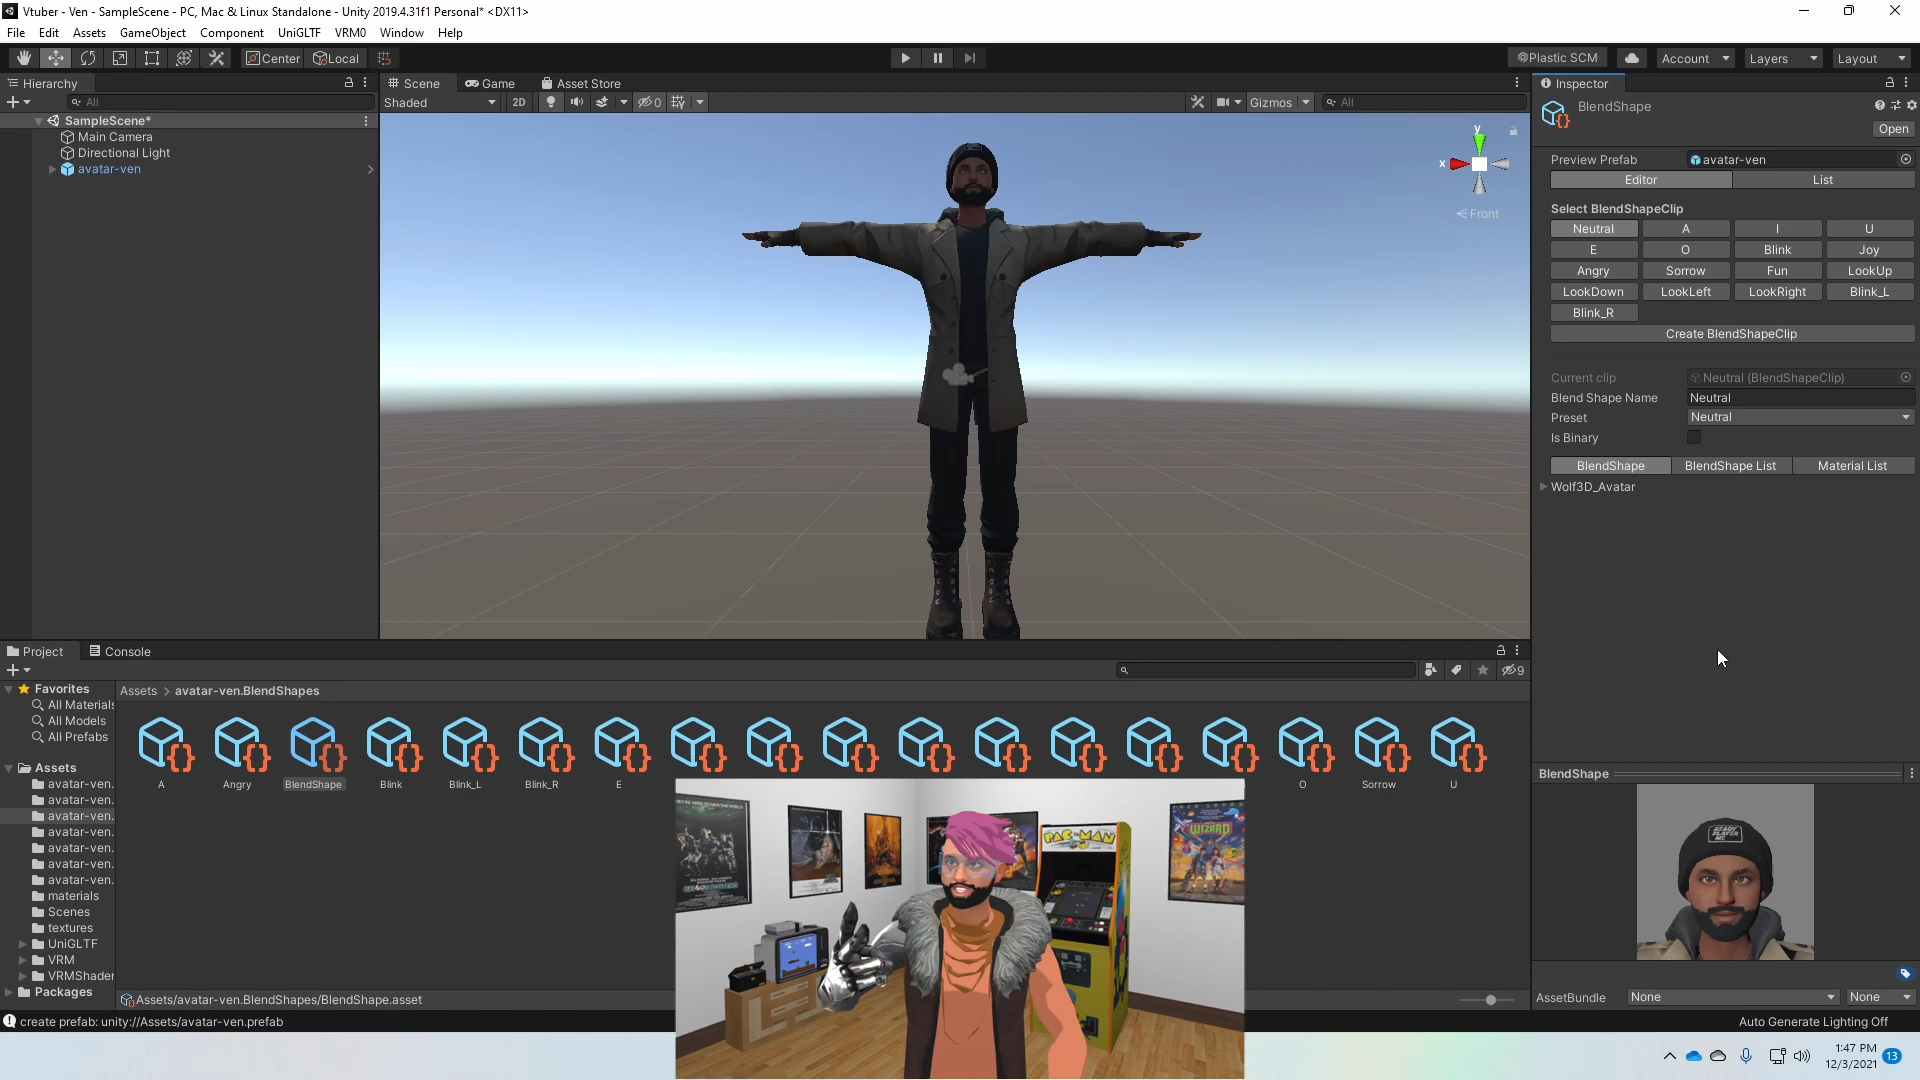 Vtuber - Ven - SampleScene - PC, Mac & Linux Standalone - Unity 2019.4.31f1 Personal* <DX11>
File Edit Assets GameObject Component UniGLTF VRM0 Window Help
Center Local
Plastic SCM Account Layers Layout
Hierarchy
All
SampleScene*
Main Camera
Directional Light
avatar-ven
Scene Game Asset Store
Shaded 2D 0 Gizmos All
y
x
Front
Inspector
BlendShape
Open
Preview Prefab avatar-ven
Editor List
Select BlendShapeClip
Neutral A I U
E O Blink Joy
Angry Sorrow Fun LookUp
LookDown LookLeft LookRight Blink_L
Blink_R
Create BlendShapeClip
Current clip Neutral (BlendShapeClip)
Blend Shape Name Neutral
Preset Neutral
Is Binary
BlendShape BlendShape List Material List
Wolf3D_Avatar
Project Console
9
Favorites
All Materials
All Models
All Prefabs
Assets
avatar-ven.
avatar-ven.
avatar-ven.
avatar-ven.
avatar-ven.
avatar-ven.
avatar-ven.
materials
Scenes
textures
UniGLTF
VRM
VRMShader
Packages
Assets > avatar-ven.BlendShapes
A Angry BlendShape Blink Blink_L Blink_R E O Sorrow U
Assets/avatar-ven.BlendShapes/BlendShape.asset
PAC-MAN
WIZARD
BlendShape
READY PLAYER ME
AssetBundle None None
create prefab: unity://Assets/avatar-ven.prefab
Auto Generate Lighting Off
1:47 PM
12/3/2021
13